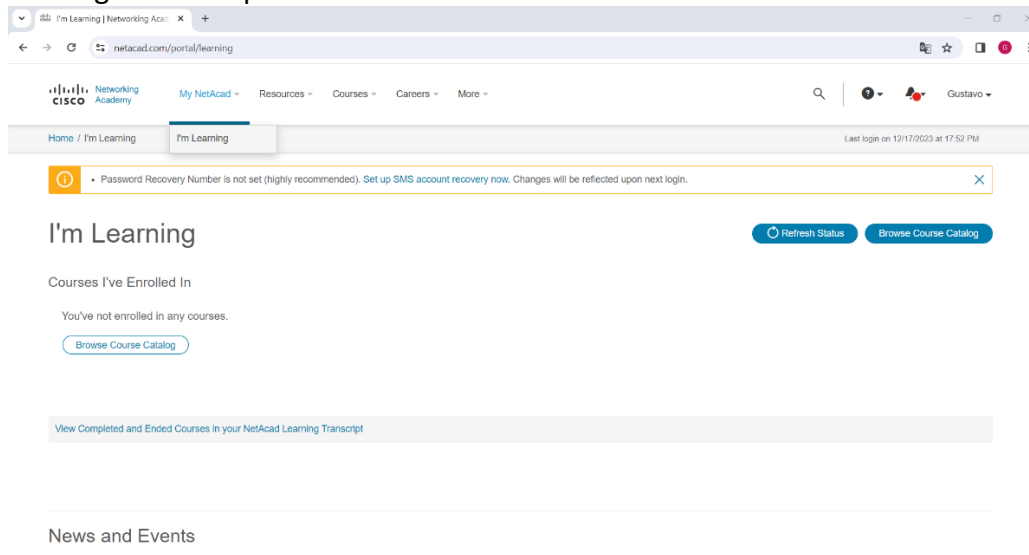 I'm Learning | Networking Acad
netacad.com/portal/learning
CISCO Networking Academy
My NetAcad Resources Courses Careers More
Gustavo
Home / I'm Learning
I'm Learning
Last login on 12/17/2023 at 17:52 PM
• Password Recovery Number is not set (highly recommended). Set up SMS account recovery now. Changes will be reflected upon next login.
I'm Learning
Refresh Status
Browse Course Catalog
Courses I've Enrolled In
You've not enrolled in any courses.
Browse Course Catalog
View Completed and Ended Courses in your NetAcad Learning Transcript
News and Events